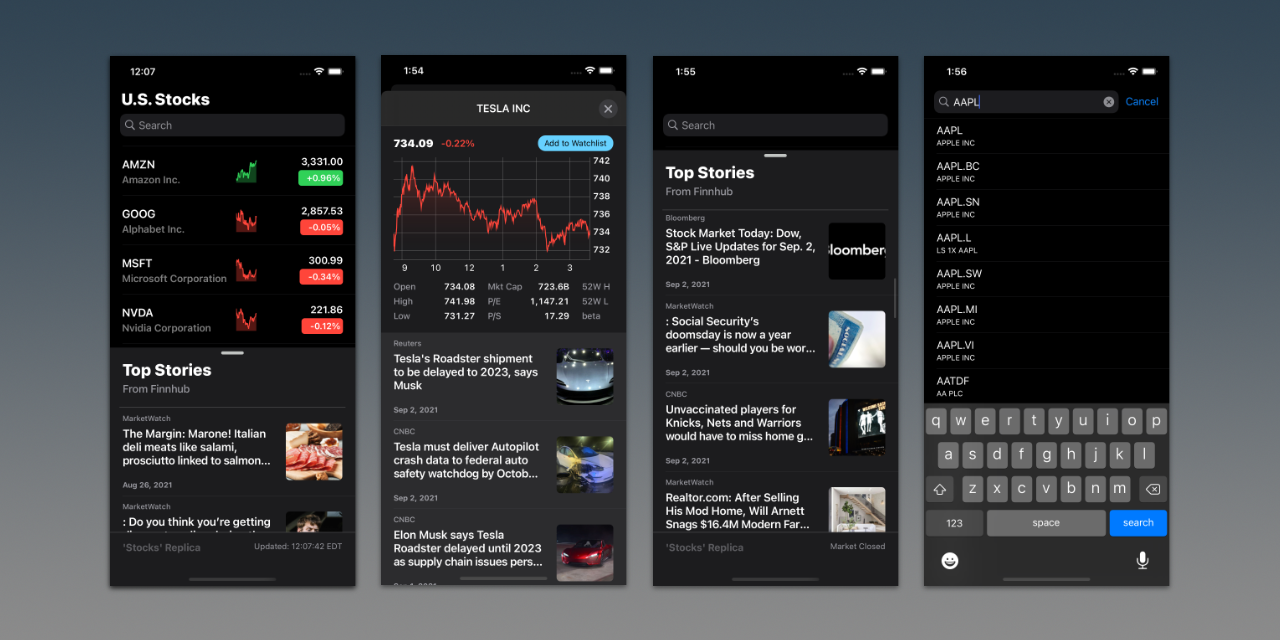 12:07
U.S. Stocks
Search
AMZN
3,331.00
Amazon Inc.
+0.96%
GOOG
2,857.53
Alphabet Inc.
-0.05%
MSFT
300.99
Microsoft Corporation
-0.34%
NVDA
221.86
Nvidia Corporation
-0.12%
Top Stories
From Finnhub
MarketWatch
The Margin: Marone! Italian
deli meats like salami,
prosciutto linked to salmon...
Aug 26, 2021
MarketWatch
: Do you think you're getting
'Stocks' Replica
Updated: 12:07:42 EDT
1:54
TESLA INC
734.09 -0.22%
Add to Watchlist
742
740
738
736
734
732
9 10 12 1 2 3
Open 734.08 Mkt Cap 723.6B 52W H
High 741.98 P/E 1,147.21 52W L
Low 731.27 P/S 17.29 beta
Reuters
Tesla's Roadster shipment
to be delayed to 2023, says
Musk
Sep 2, 2021
CNBC
Tesla must deliver Autopilot
crash data to federal auto
safety watchdog by Octob...
Sep 2, 2021
CNBC
Elon Musk says Tesla
Roadster delayed until 2023
as supply chain issues pers...
1:55
Search
Top Stories
From Finnhub
Bloomberg
Stock Market Today: Dow,
S&P Live Updates for Sep. 2,
2021 - Bloomberg
Bloomberg
Sep 2, 2021
MarketWatch
: Social Security's
doomsday is now a year
earlier — should you be wor...
Sep 2, 2021
CNBC
Unvaccinated players for
Knicks, Nets and Warriors
would have to miss home g...
Sep 2, 2021
MarketWatch
Realtor.com: After Selling
His Mod Home, Will Arnett
Snags $16.4M Modern Far...
'Stocks' Replica
Market Closed
1:56
AAPL
Cancel
AAPL
APPLE INC
AAPL.BC
APPLE INC
AAPL.SN
APPLE INC
AAPL.L
LS 1X AAPL
AAPL.SW
APPLE INC
AAPL.MI
APPLE INC
AAPL.VI
APPLE INC
AATDF
AA PLC
q w e r t y u i o p
a s d f g h j k l
z x c v b n m
123 space search